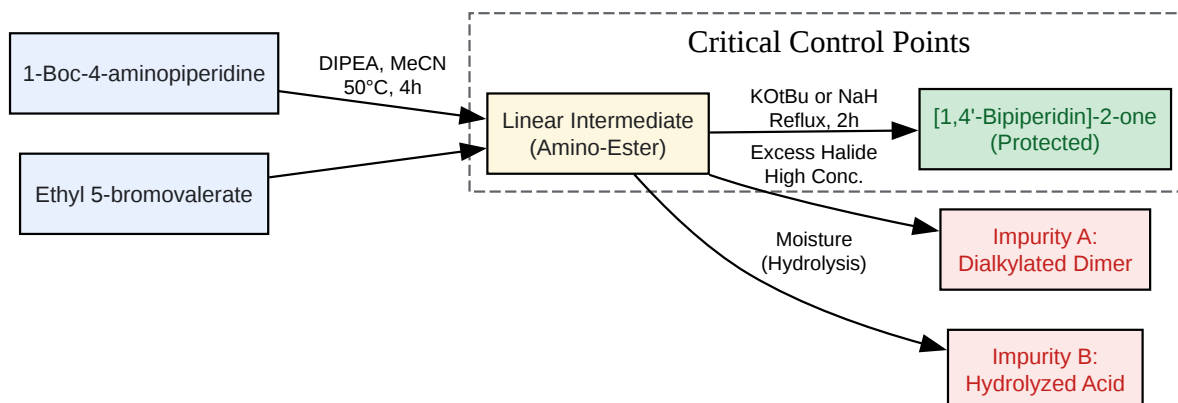 Critical Control Points
1-Boc-4-aminopiperidine
DIPEA, MeCN
50°C, 4h
Ethyl 5-bromovalerate
Linear Intermediate
(Amino-Ester)
KOtBu or NaH
Reflux, 2h
[1,4'-Bipiperidin]-2-one
(Protected)
Excess Halide
High Conc.
Impurity A:
Dialkylated Dimer
Moisture
(Hydrolysis)
Impurity B:
Hydrolyzed Acid